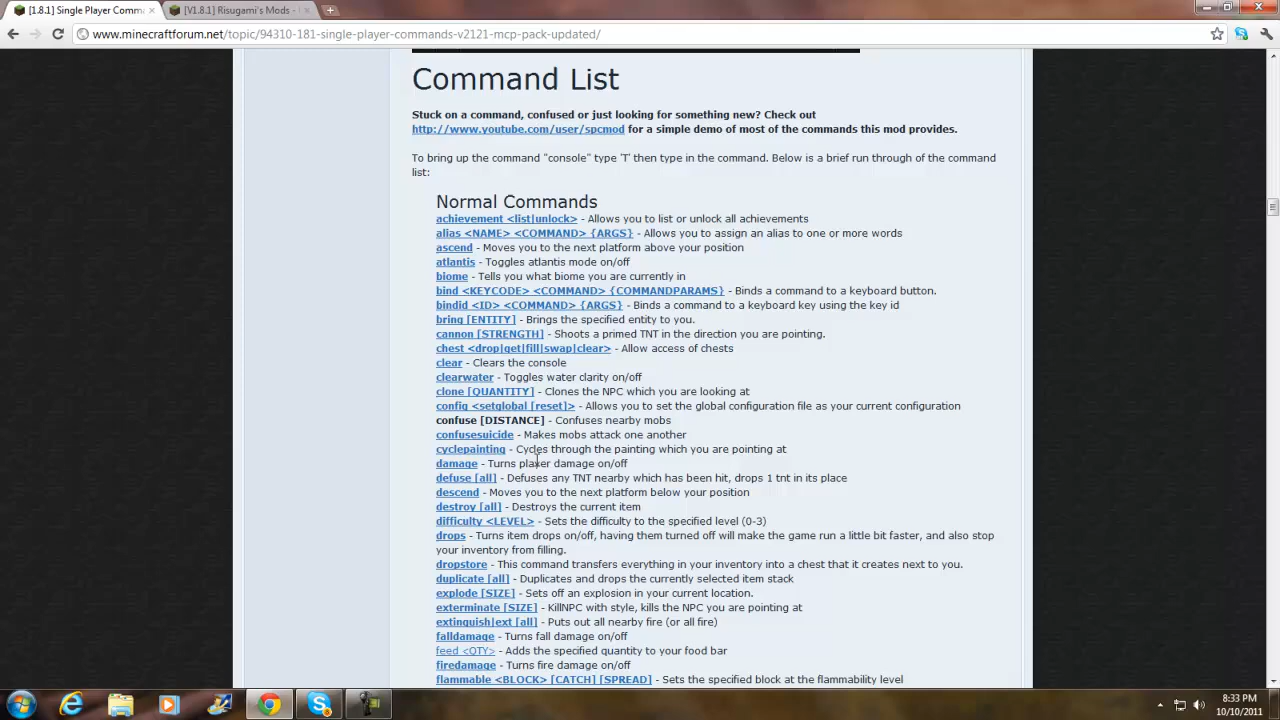 [1.8.1] Single Player Comma
[V1.8.1] Risugami's Mods -
www.minecraftforum.net/topic/94310-181-single-player-commands-v2121-mcp-pack-updated/
Command List
Stuck on a command, confused or just looking for something new? Check out
http://www.youtube.com/user/spcmod for a simple demo of most of the commands this mod provides.
To bring up the command "console" type 'T' then type in the command. Below is a brief run through of the command
list:
Normal Commands
achievement <list|unlock> - Allows you to list or unlock all achievements
alias <NAME> <COMMAND> {ARGS} - Allows you to assign an alias to one or more words
ascend - Moves you to the next platform above your position
atlantis - Toggles atlantis mode on/off
biome - Tells you what biome you are currently in
bind <KEYCODE> <COMMAND> {COMMANDPARAMS} - Binds a command to a keyboard button.
bindid <ID> <COMMAND> {ARGS} - Binds a command to a keyboard key using the key id
bring [ENTITY] - Brings the specified entity to you.
cannon [STRENGTH] - Shoots a primed TNT in the direction you are pointing.
chest <drop|get|fill|swap|clear> - Allow access of chests
clear - Clears the console
clearwater - Toggles water clarity on/off
clone [QUANTITY] - Clones the NPC which you are looking at
config <setglobal [reset]> - Allows you to set the global configuration file as your current configuration
confuse [DISTANCE] - Confuses nearby mobs
confusesuicide - Makes mobs attack one another
cyclepainting - Cycles through the painting which you are pointing at
damage - Turns player damage on/off
defuse [all] - Defuses any TNT nearby which has been hit, drops 1 tnt in its place
descend - Moves you to the next platform below your position
destroy [all] - Destroys the current item
difficulty <LEVEL> - Sets the difficulty to the specified level (0-3)
drops - Turns item drops on/off, having them turned off will make the game run a little bit faster, and also stop
your inventory from filling.
dropstore - This command transfers everything in your inventory into a chest that it creates next to you.
duplicate [all] - Duplicates and drops the currently selected item stack
explode [SIZE] - Sets off an explosion in your current location.
exterminate [SIZE] - KillNPC with style, kills the NPC you are pointing at
extinguish|ext [all] - Puts out all nearby fire (or all fire)
falldamage - Turns fall damage on/off
feed <QTY> - Adds the specified quantity to your food bar
firedamage - Turns fire damage on/off
flammable <BLOCK> [CATCH] [SPREAD] - Sets the specified block at the flammability level
8:33 PM
10/10/2011